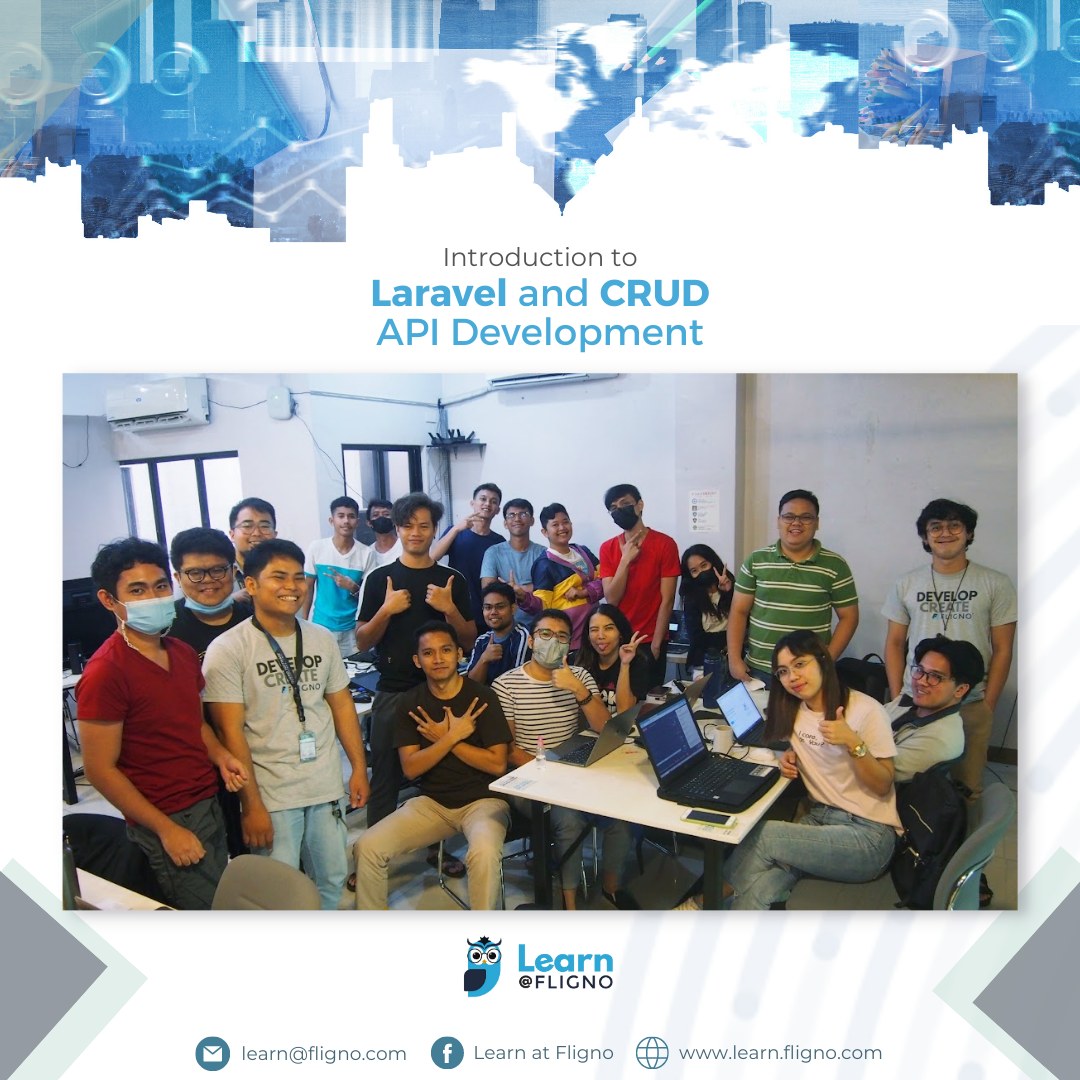 Introduction to
Laravel and CRUD
API Development
DEVELOP
CREATE
FLIGNO
DEVELOP
CREATE
@FLIGNO
Learn
@FLIGNO
learn@fligno.com
Learn at Fligno
www.learn.fligno.com